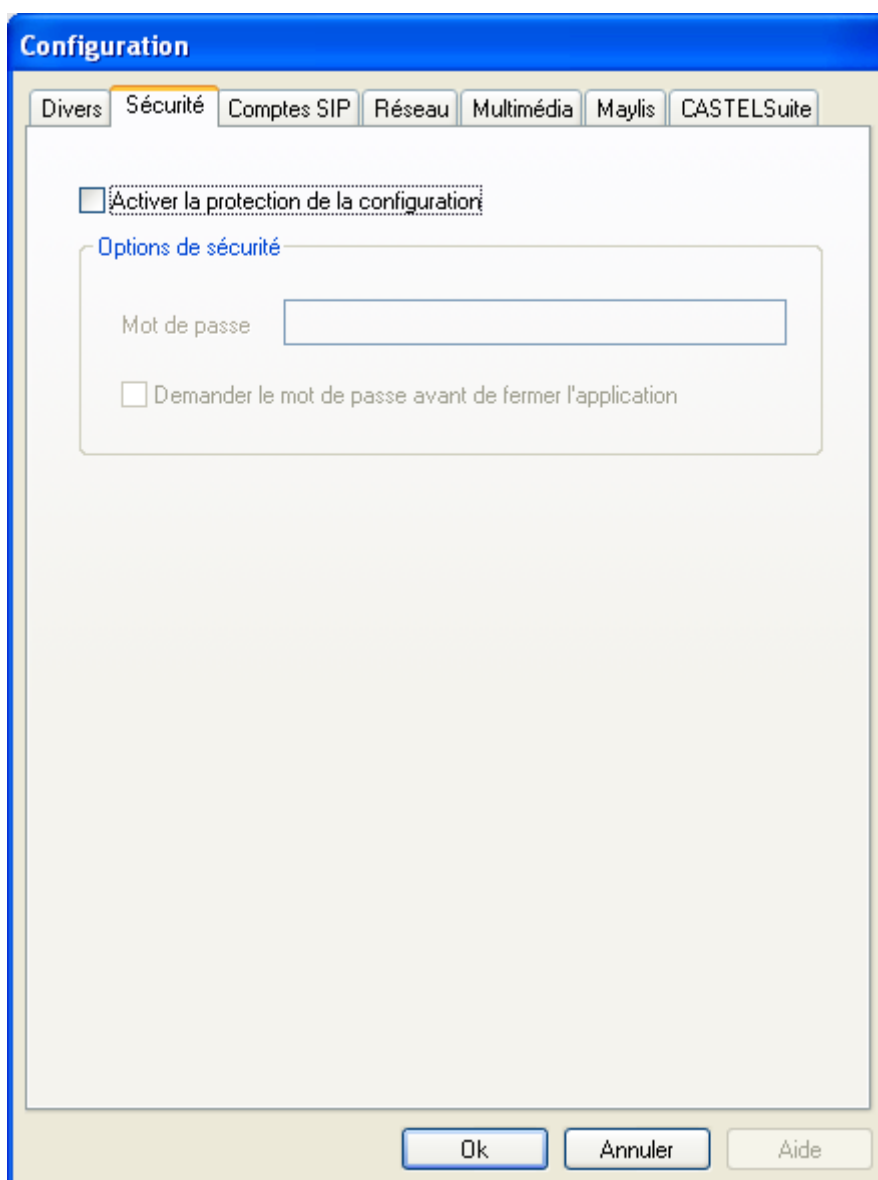 Configuration
Divers Sécurité Comptes SIP Réseau Multimédia Maylis CASTELSuite
Activer la protection de la configuration
Options de sécurité
Mot de passe
Demander le mot de passe avant de fermer l'application
Ok Annuler Aide